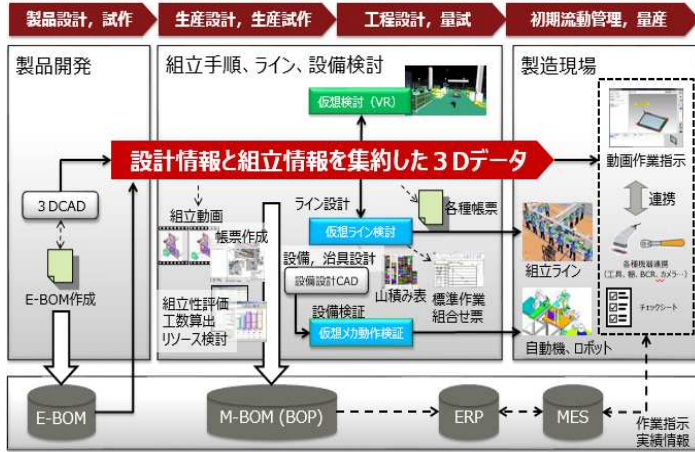 製品設計，試作
生産設計，生産試作
工程設計，量試
初期流動管理，量産
製品開発
組立手順、ライン、設備検討
製造現場
仮想検討（VR）
設計情報と組立情報を集約した３Dデータ
動画作業指示
3DCAD
ライン設計
各種帳票
連携
組立動画
帳票作成
仮想ライン検討
E-BOM作成
設備，治具設計
設備設計CAD
組立ライン
各種機器連携
（工具、棚、BCR、カメラ…）
組立性評価
工数算出
リソース検討
山積み表
標準作業
組合せ票
チェックシート
設備検証
仮想メカ動作検証
自動機、ロボット
E-BOM
M-BOM (BOP)
ERP
MES
作業指示
実績情報